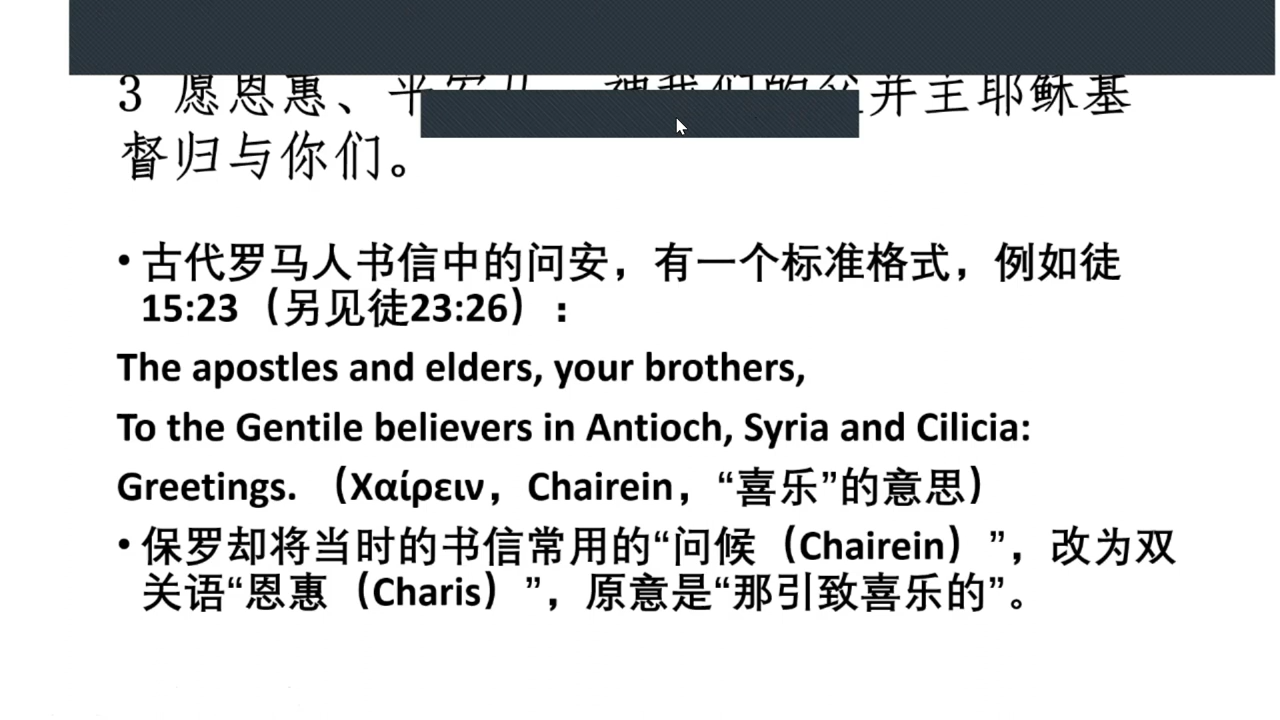 3 愿恩惠、平 并主耶稣基
督归与你们。
• 古代罗马人书信中的问安，有一个标准格式，例如徒
15:23（另见徒23:26）：
The apostles and elders, your brothers,
To the Gentile believers in Antioch, Syria and Cilicia:
Greetings. （Χαίρειν，Chairein，“喜乐”的意思）
• 保罗却将当时的书信常用的“问候（Chairein）”，改为双
关语“恩惠（Charis）”，原意是“那引致喜乐的”。